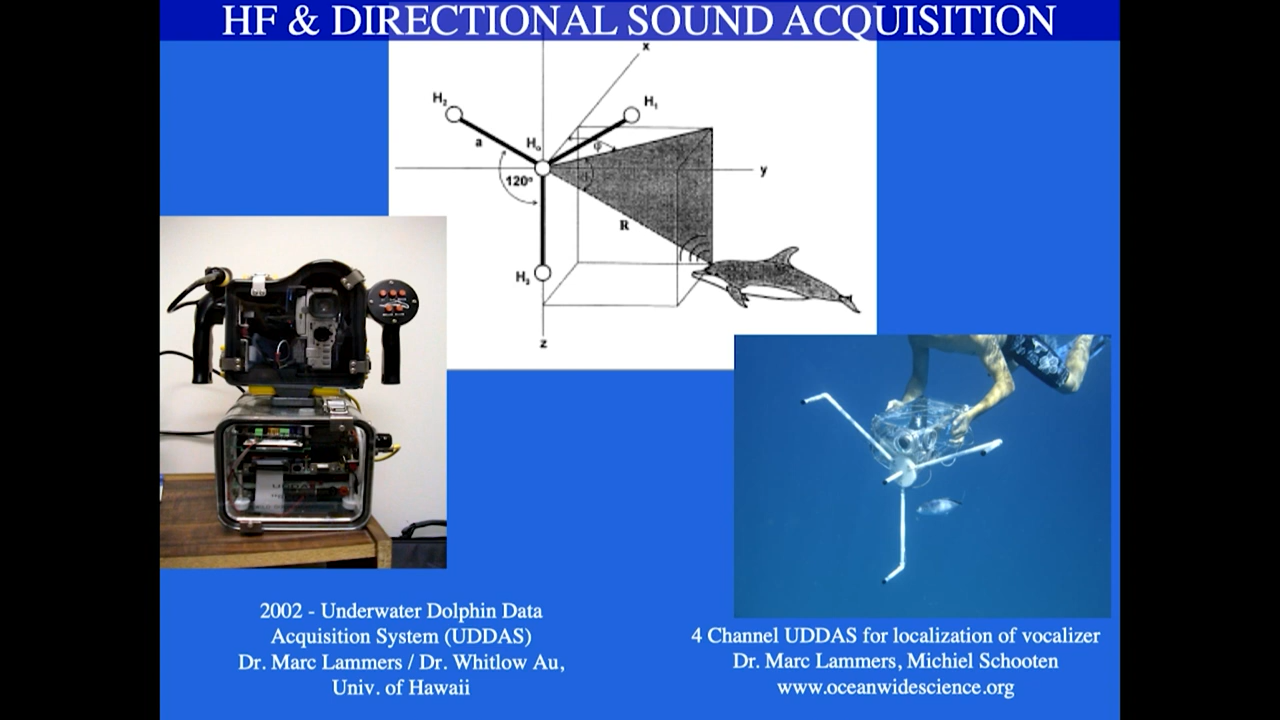 HF & DIRECTIONAL SOUND ACQUISITION
x
H₂
H₁
a
H₀
φ
y
120°
R
H₃
z
2002 - Underwater Dolphin Data
Acquisition System (UDDAS)
Dr. Marc Lammers / Dr. Whitlow Au,
Univ. of Hawaii
4 Channel UDDAS for localization of vocalizer
Dr. Marc Lammers, Michiel Schooten
www.oceanwidescience.org